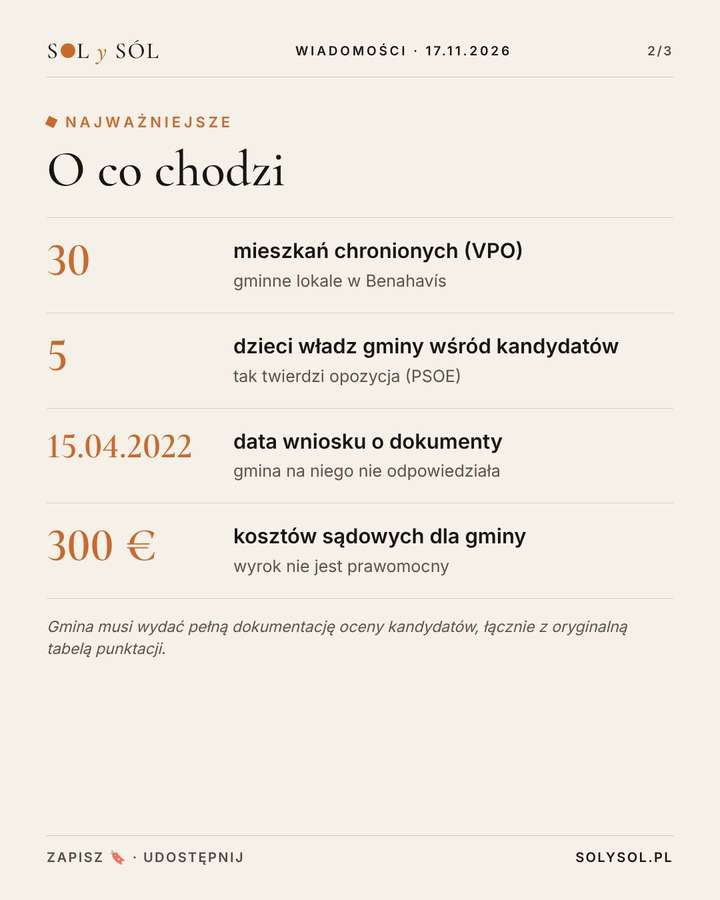 SOL y SÓL
WIADOMOŚCI · 17.11.2026
2/3
NAJWAŻNIEJSZE
O co chodzi
30
mieszkań chronionych (VPO)
gminne lokale w Benahavís
5
dzieci władz gminy wśród kandydatów
tak twierdzi opozycja (PSOE)
15.04.2022
data wniosku o dokumenty
gmina na niego nie odpowiedziała
300 €
kosztów sądowych dla gminy
wyrok nie jest prawomocny
Gmina musi wydać pełną dokumentację oceny kandydatów, łącznie z oryginalną
tabelą punktacji.
ZAPISZ 🔖 · UDOSTĘPNIJ
SOLYSOL.PL